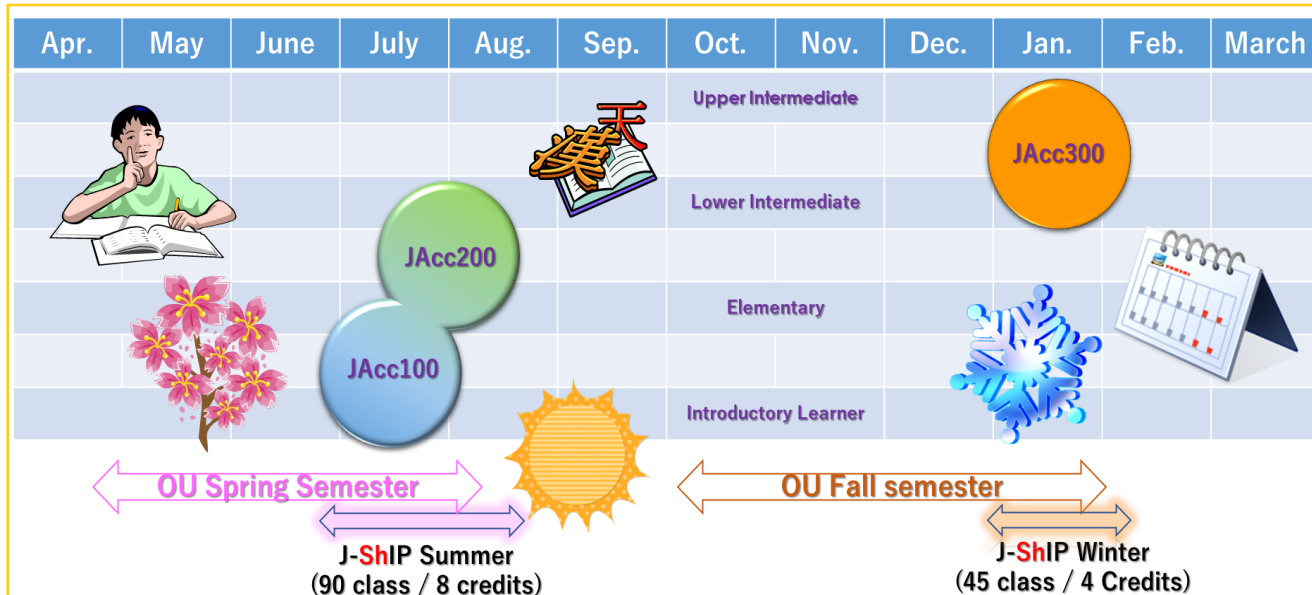 Apr. May June July Aug. Sep. Oct. Nov. Dec. Jan. Feb. March
Upper Intermediate
天
漢
JAcc300
Lower Intermediate
JAcc200
Elementary
JAcc100
Introductory Learner
OU Spring Semester
OU Fall semester
J-ShIP Summer
(90 class / 8 credits)
J-ShIP Winter
(45 class / 4 Credits)